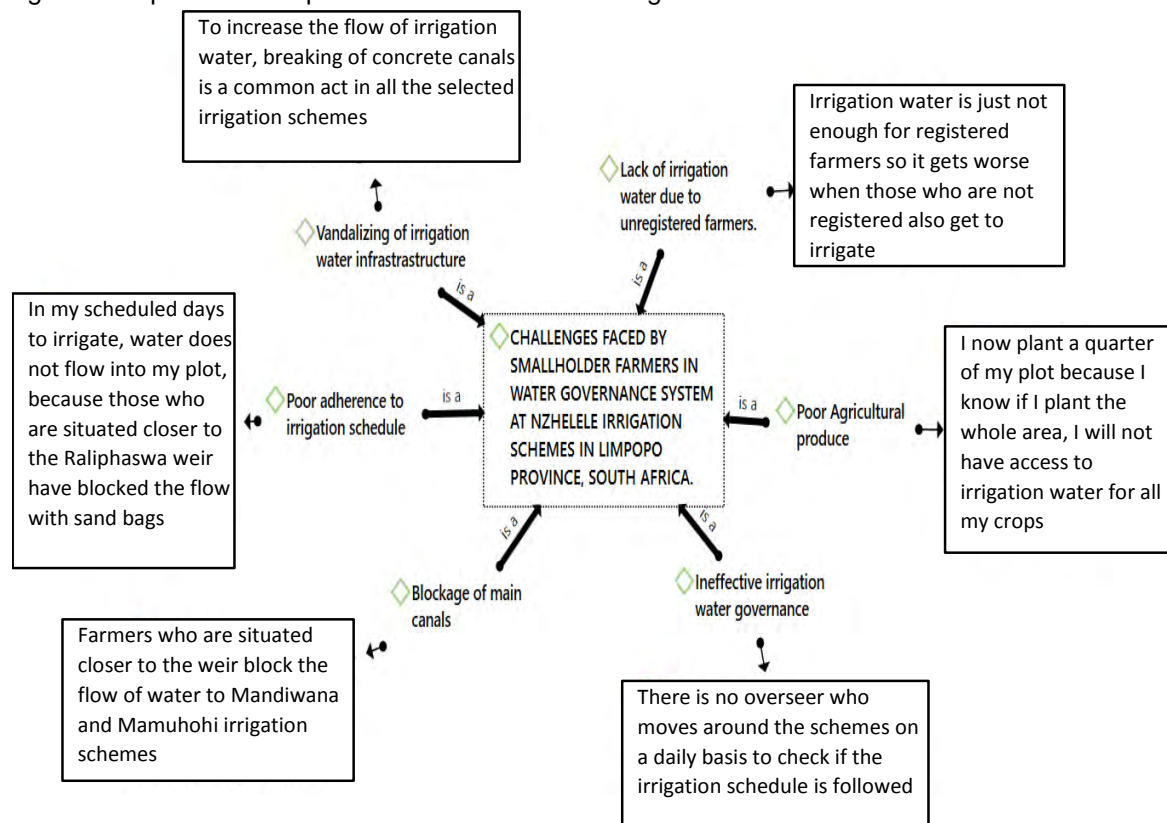 To increase the flow of irrigation
water, breaking of concrete canals
is a common act in all the selected
irrigation schemes
Irrigation water is just not
enough for registered
farmers so it gets worse
when those who are not
registered also get to
irrigate
Lack of irrigation
water due to
unregistered farmers.
Vandalizing of irrigation
water infrastrastructure
is a
is a
In my scheduled days
to irrigate, water does
not flow into my plot,
because those who
are situated closer to
the Raliphaswa weir
have blocked the flow
with sand bags
Poor adherence to
irrigation schedule
is a
CHALLENGES FACED BY
SMALLHOLDER FARMERS IN
WATER GOVERNANCE SYSTEM
AT NZHELELE IRRIGATION
SCHEMES IN LIMPOPO
PROVINCE, SOUTH AFRICA.
is a
Poor Agricultural
produce
I now plant a quarter
of my plot because I
know if I plant the
whole area, I will not
have access to
irrigation water for all
my crops
is a
is a
Blockage of main
canals
Ineffective irrigation
water governance
Farmers who are situated
closer to the weir block the
flow of water to Mandiwana
and Mamuhohi irrigation
schemes
There is no overseer who
moves around the schemes on
a daily basis to check if the
irrigation schedule is followed